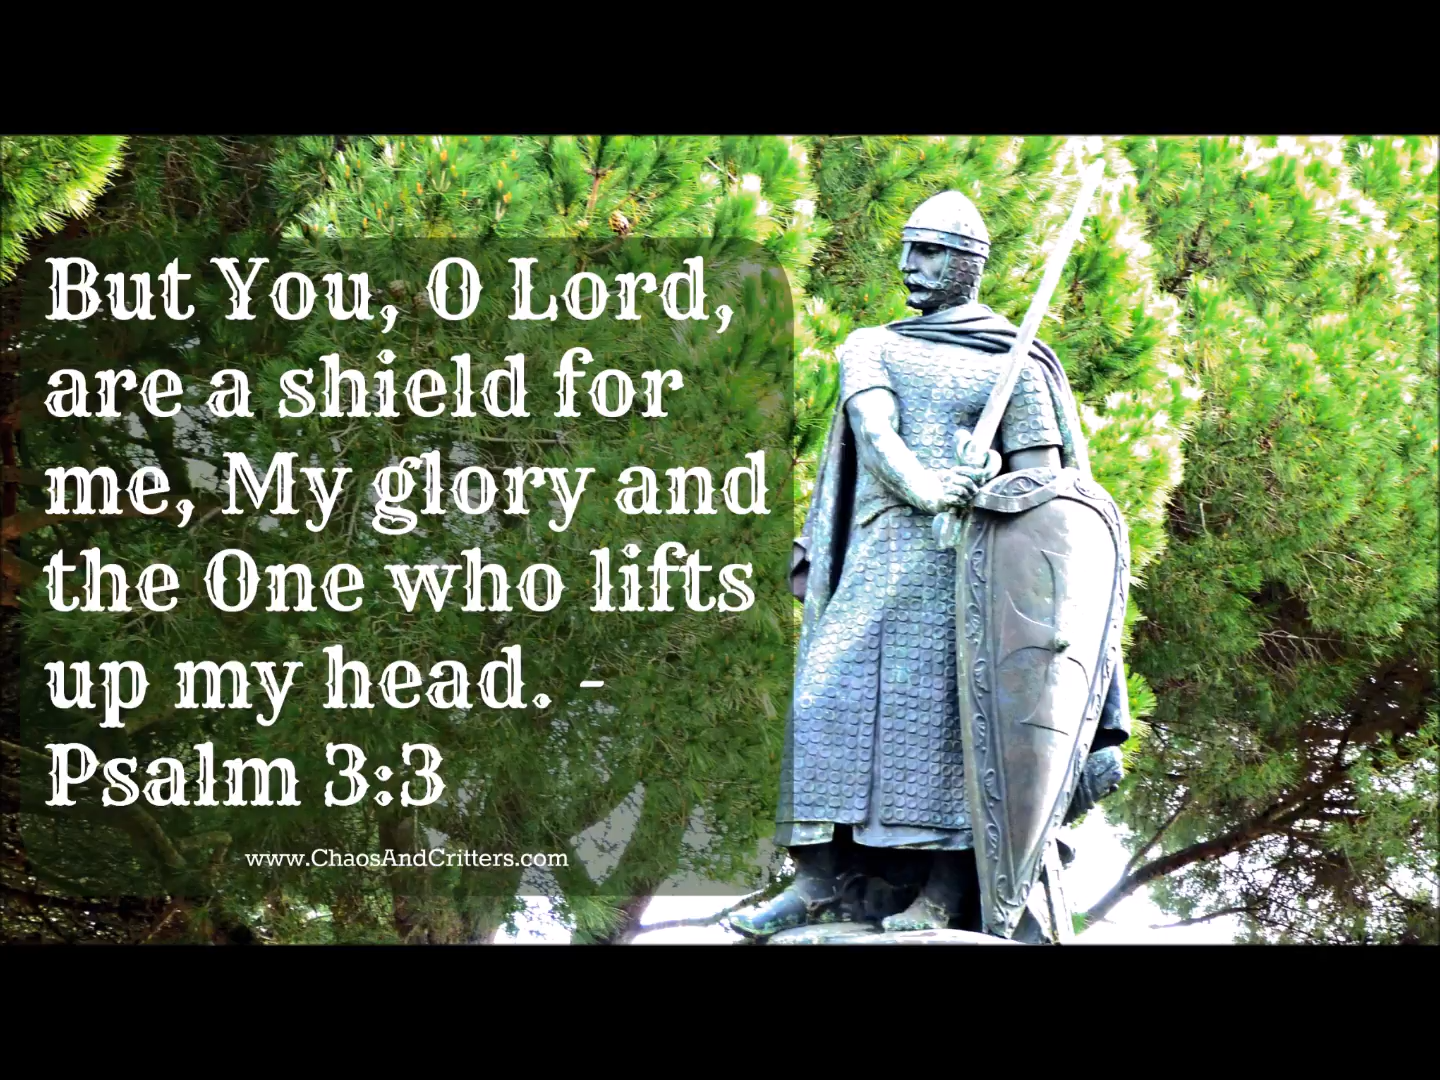 But You, O Lord,
are a shield for
me, My glory and
the One who lifts
up my head. -
Psalm 3:3
www.ChaosAndCritters.com